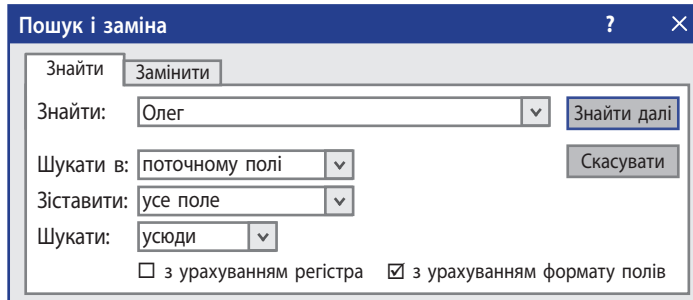 Пошук і заміна ? ×
Знайти Замінити
Знайти: Олег Знайти далі
Шукати в: поточному полі Скасувати
Зіставити: усе поле
Шукати: усюди
☐ з урахуванням регістра ☑ з урахуванням формату полів